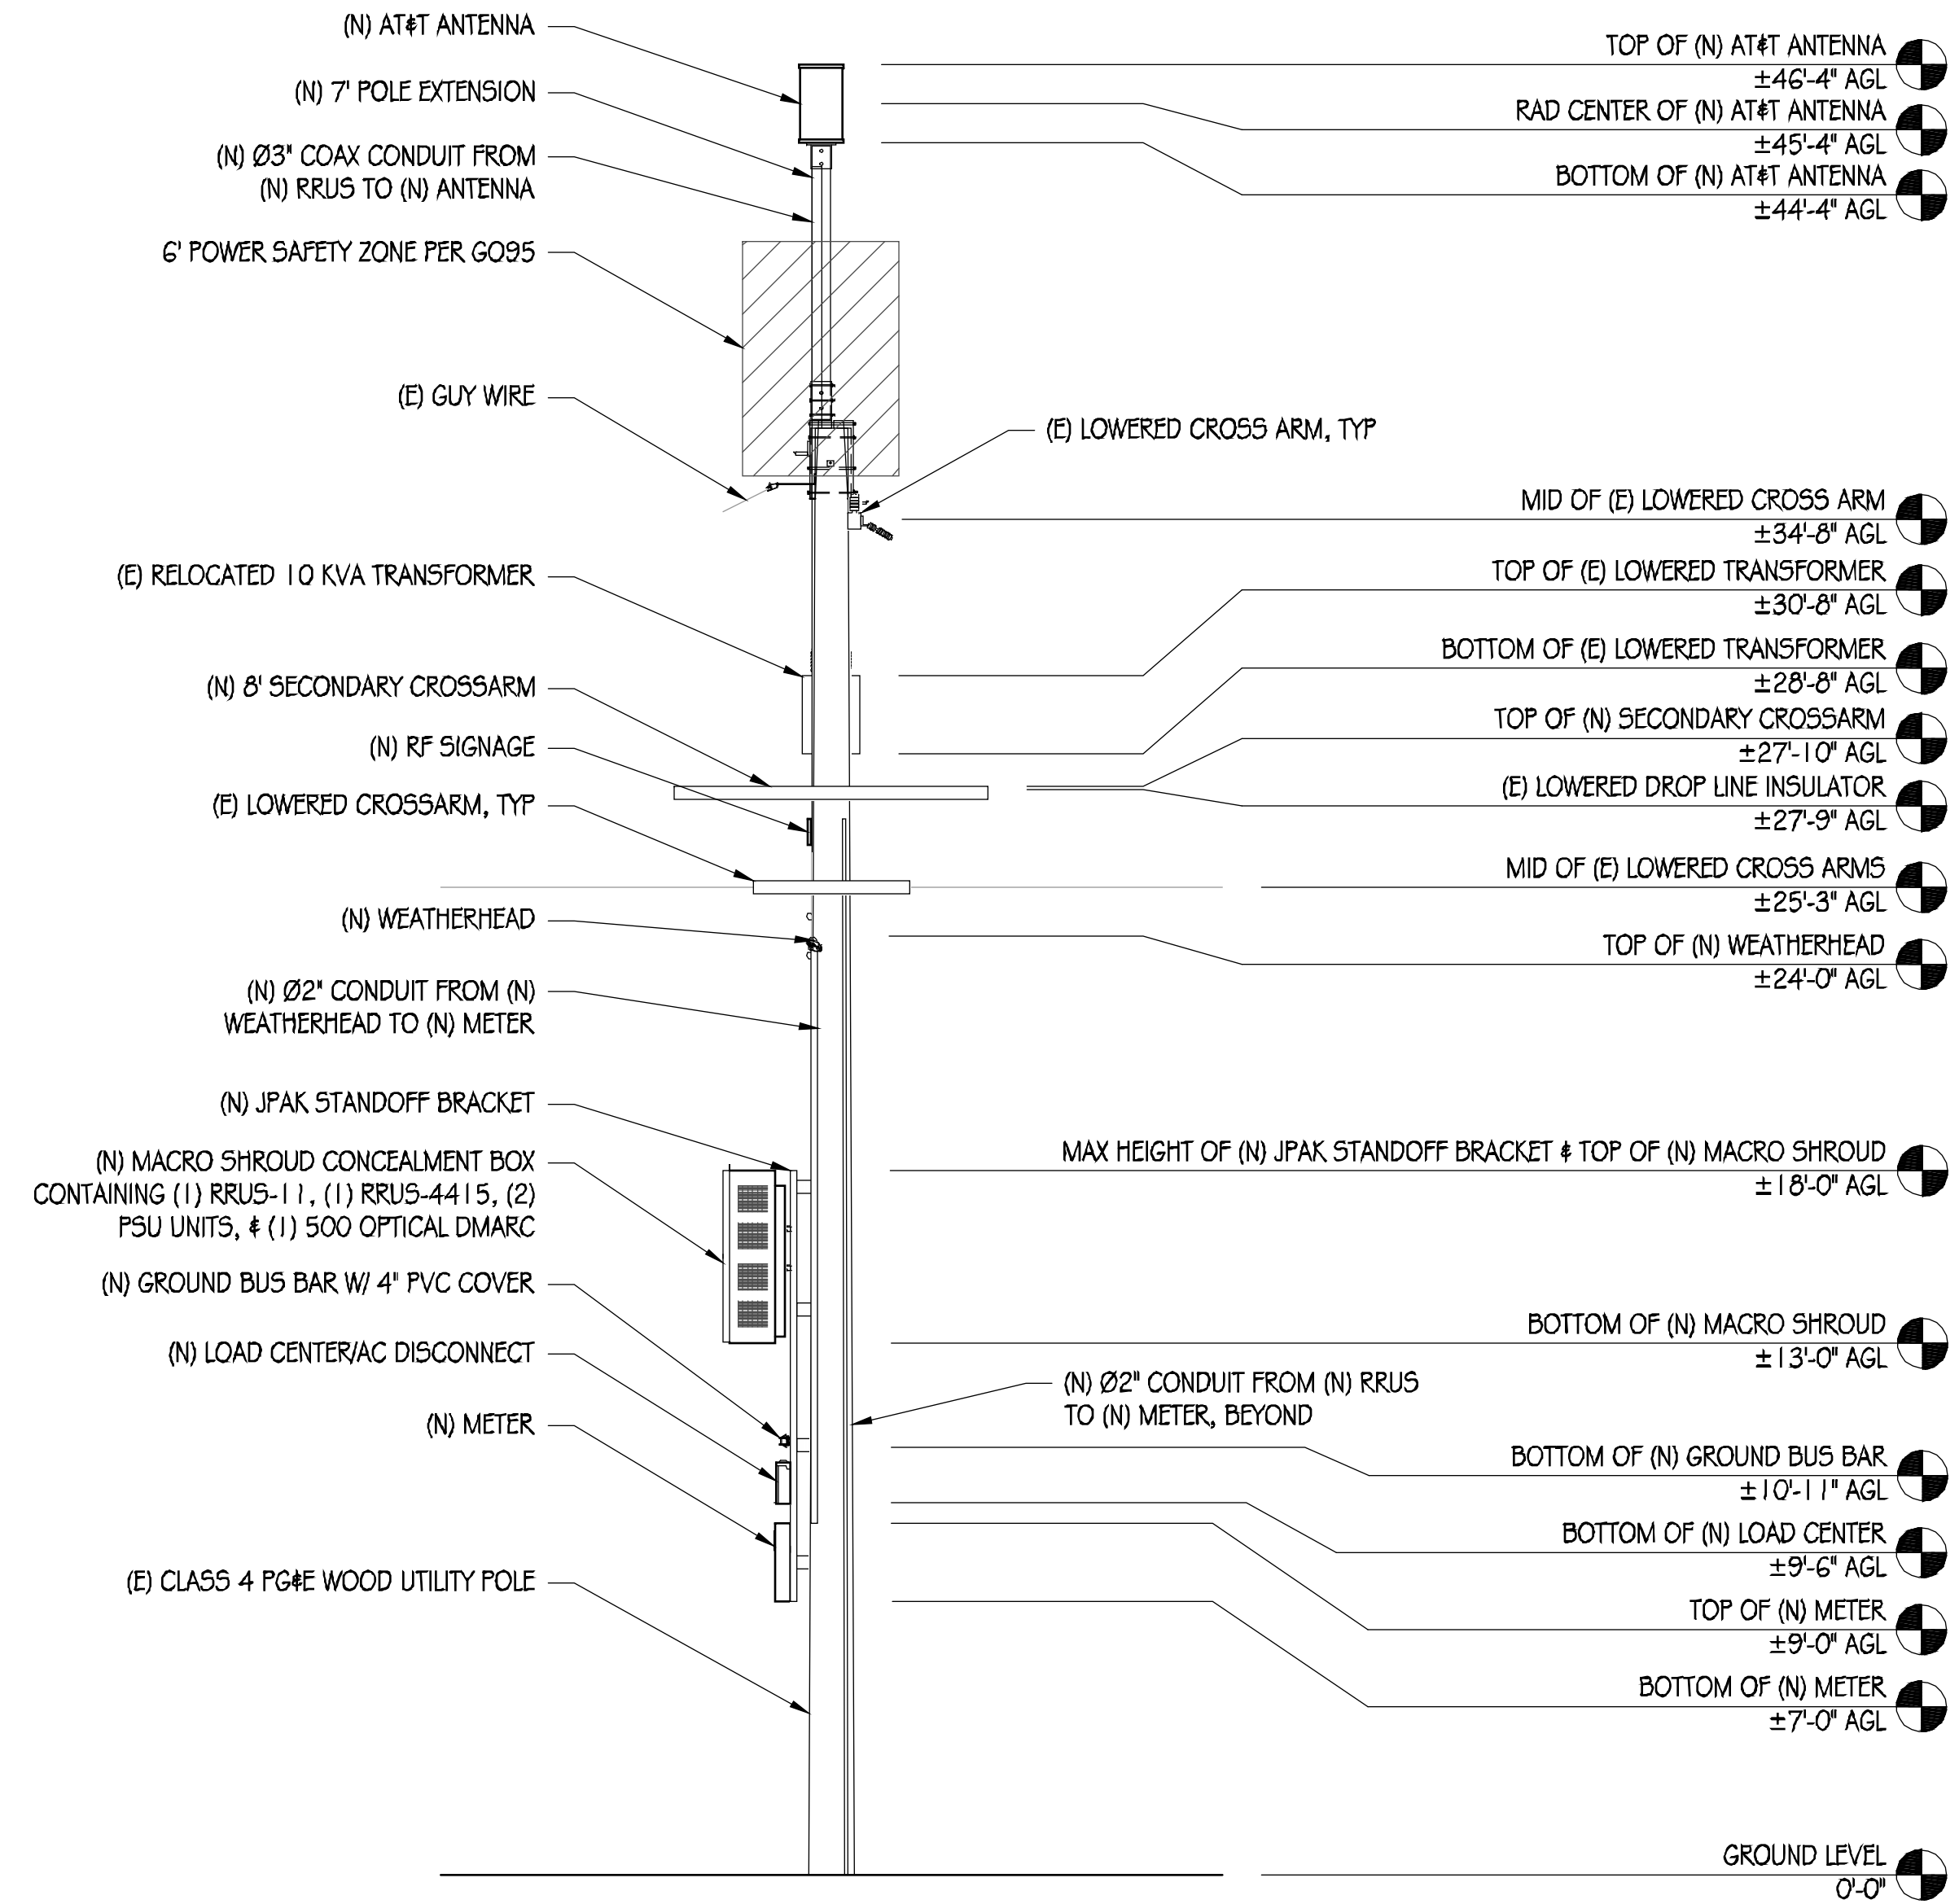 (N) AT&T ANTENNA
(N) 7' POLE EXTENSION
(N) Ø3" COAX CONDUIT FROM
(N) RRUS TO (N) ANTENNA
6' POWER SAFETY ZONE PER GO95
(E) GUY WIRE
(E) RELOCATED 10 KVA TRANSFORMER
(N) 8' SECONDARY CROSSARM
(N) RF SIGNAGE
(E) LOWERED CROSSARM, TYP
(N) WEATHERHEAD
(N) Ø2" CONDUIT FROM (N)
WEATHERHEAD TO (N) METER
(N) JPAK STANDOFF BRACKET
(N) MACRO SHROUD CONCEALMENT BOX
CONTAINING (1) RRUS-11, (1) RRUS-4415, (2)
PSU UNITS, & (1) 500 OPTICAL DMARC
(N) GROUND BUS BAR W/ 4" PVC COVER
(N) LOAD CENTER/AC DISCONNECT
(N) METER
(E) CLASS 4 PG&E WOOD UTILITY POLE
(E) LOWERED CROSS ARM, TYP
(N) Ø2" CONDUIT FROM (N) RRUS
TO (N) METER, BEYOND
TOP OF (N) AT&T ANTENNA
±46'-4" AGL
RAD CENTER OF (N) AT&T ANTENNA
±45'-4" AGL
BOTTOM OF (N) AT&T ANTENNA
±44'-4" AGL
MID OF (E) LOWERED CROSS ARM
±34'-8" AGL
TOP OF (E) LOWERED TRANSFORMER
±30'-8" AGL
BOTTOM OF (E) LOWERED TRANSFORMER
±28'-8" AGL
TOP OF (N) SECONDARY CROSSARM
±27'-10" AGL
(E) LOWERED DROP LINE INSULATOR
±27'-9" AGL
MID OF (E) LOWERED CROSS ARMS
±25'-3" AGL
TOP OF (N) WEATHERHEAD
±24'-0" AGL
MAX HEIGHT OF (N) JPAK STANDOFF BRACKET & TOP OF (N) MACRO SHROUD
±18'-0" AGL
BOTTOM OF (N) MACRO SHROUD
±13'-0" AGL
BOTTOM OF (N) GROUND BUS BAR
±10'-11" AGL
BOTTOM OF (N) LOAD CENTER
±9'-6" AGL
TOP OF (N) METER
±9'-0" AGL
BOTTOM OF (N) METER
±7'-0" AGL
GROUND LEVEL
0'-0"